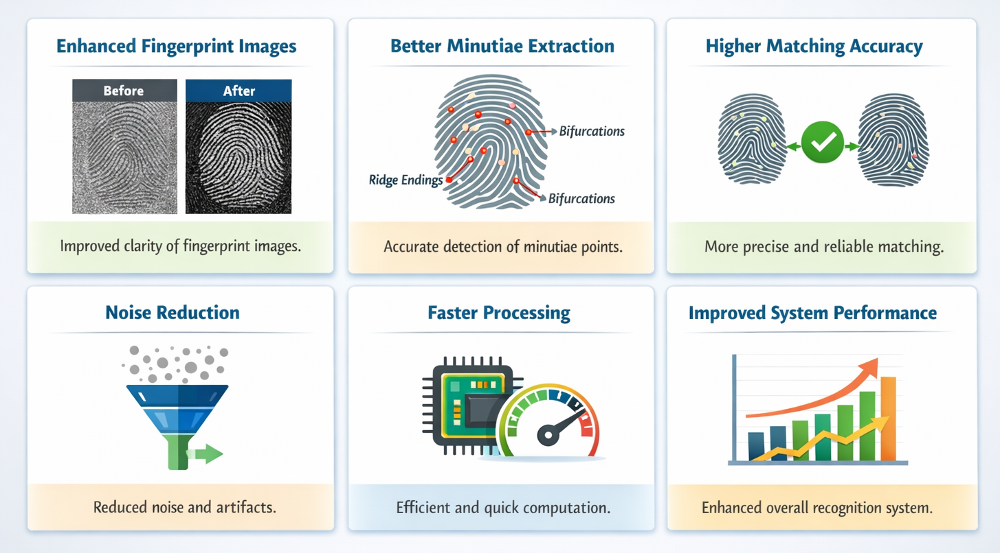 Enhanced Fingerprint Images
Before
After
Improved clarity of fingerprint images.
Better Minutiae Extraction
Bifurcations
Ridge Endings
Bifurcations
Accurate detection of minutiae points.
Higher Matching Accuracy
More precise and reliable matching.
Noise Reduction
Reduced noise and artifacts.
Faster Processing
Efficient and quick computation.
Improved System Performance
Enhanced overall recognition system.